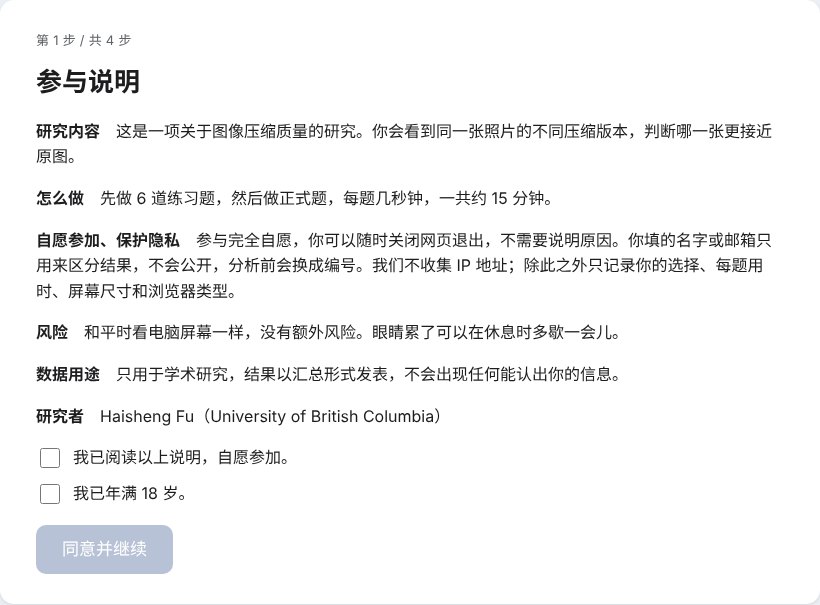 第 1 步 / 共 4 步
参与说明
研究内容 这是一项关于图像压缩质量的研究。你会看到同一张照片的不同压缩版本，判断哪一张更接近
原图。
怎么做 先做 6 道练习题，然后做正式题，每题几秒钟，一共约 15 分钟。
自愿参加、保护隐私 参与完全自愿，你可以随时关闭网页退出，不需要说明原因。你填的名字或邮箱只
用来区分结果，不会公开，分析前会换成编号。我们不收集 IP 地址；除此之外只记录你的选择、每题用
时、屏幕尺寸和浏览器类型。
风险 和平时看电脑屏幕一样，没有额外风险。眼睛累了可以在休息时多歇一会儿。
数据用途 只用于学术研究，结果以汇总形式发表，不会出现任何能认出你的信息。
研究者 Haisheng Fu（University of British Columbia）
我已阅读以上说明，自愿参加。
我已年满 18 岁。
同意并继续